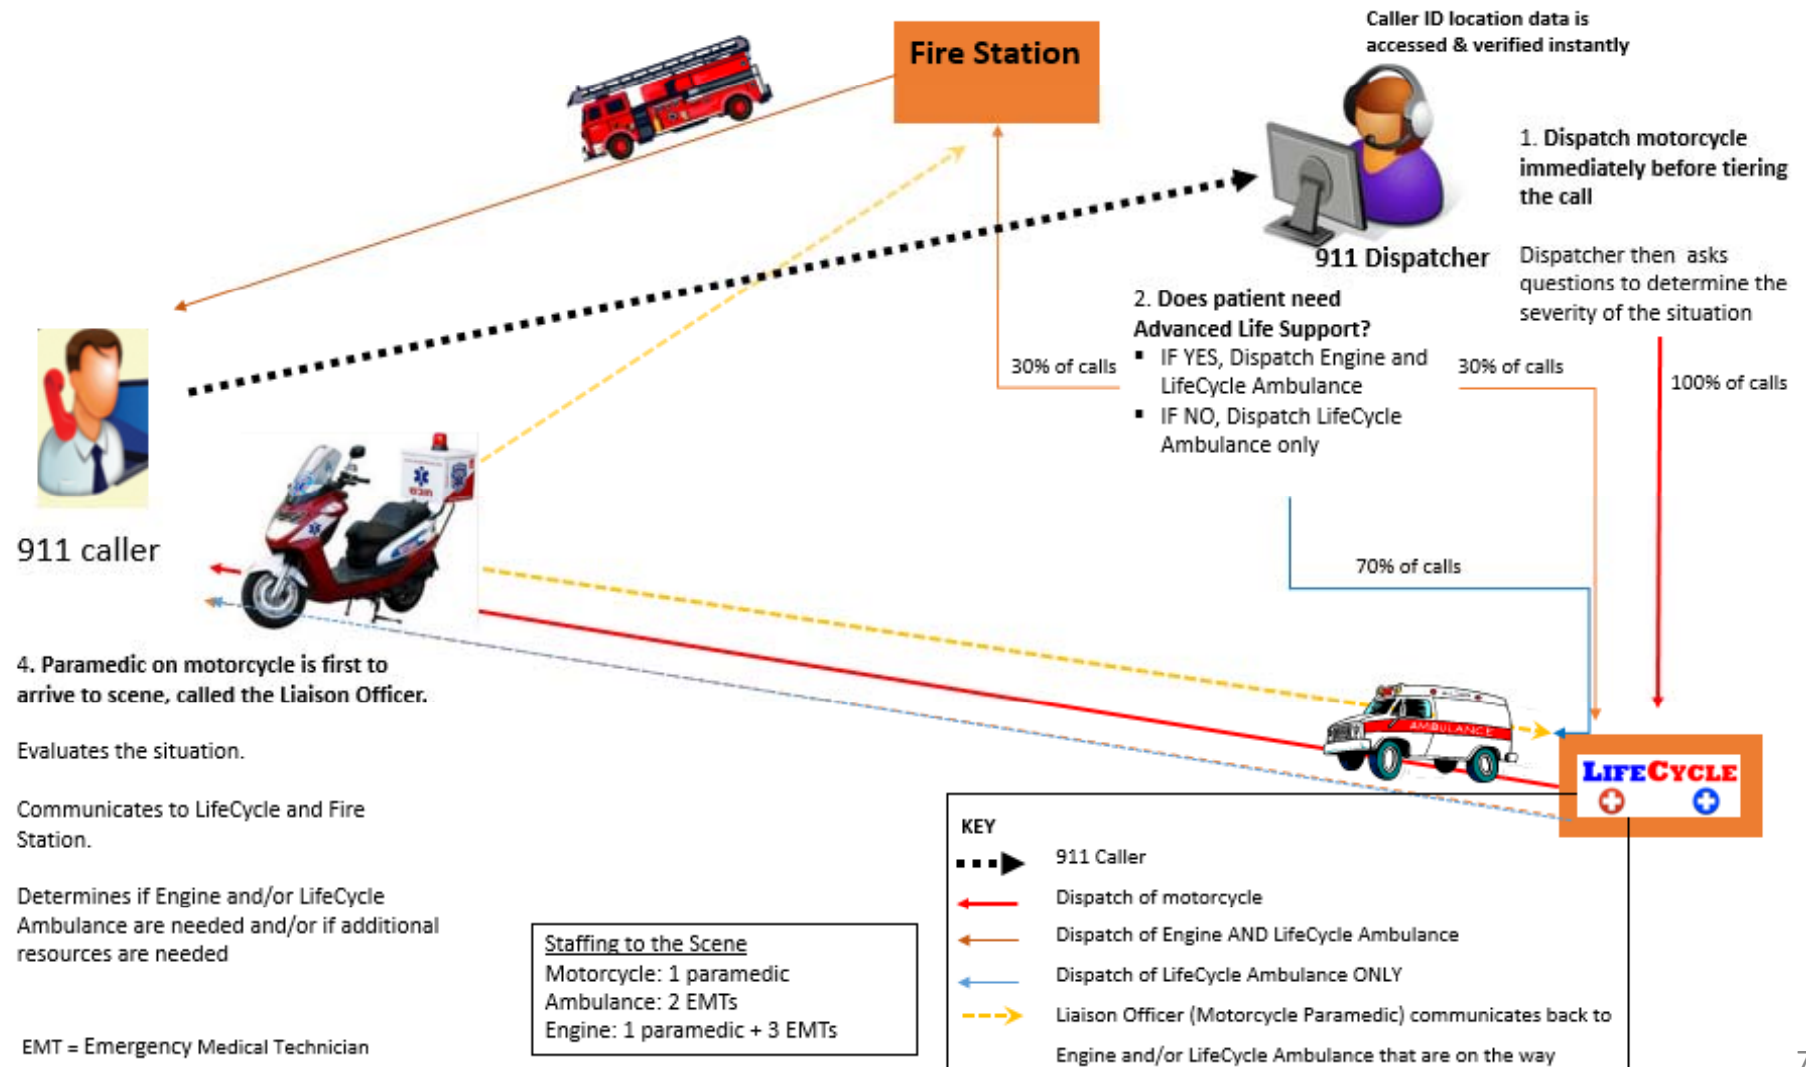 Caller ID location data is
accessed & verified instantly
Fire Station
1. Dispatch motorcycle
immediately before tiering
the call
911 Dispatcher
Dispatcher then  asks
questions to determine the
severity of the situation
2. Does patient need
Advanced Life Support?
▪ IF YES, Dispatch Engine and
LifeCycle Ambulance
▪ IF NO, Dispatch LifeCycle
Ambulance only
30% of calls
30% of calls
100% of calls
70% of calls
911 caller
4. Paramedic on motorcycle is first to
arrive to scene, called the Liaison Officer.
Evaluates the situation.
Communicates to LifeCycle and Fire
Station.
Determines if Engine and/or LifeCycle
Ambulance are needed and/or if additional
resources are needed
EMT = Emergency Medical Technician
Staffing to the Scene
Motorcycle: 1 paramedic
Ambulance: 2 EMTs
Engine: 1 paramedic + 3 EMTs
AMBULANCE
LIFECYCLE
KEY
911 Caller
Dispatch of motorcycle
Dispatch of Engine AND LifeCycle Ambulance
Dispatch of LifeCycle Ambulance ONLY
Liaison Officer (Motorcycle Paramedic) communicates back to
Engine and/or LifeCycle Ambulance that are on the way
7